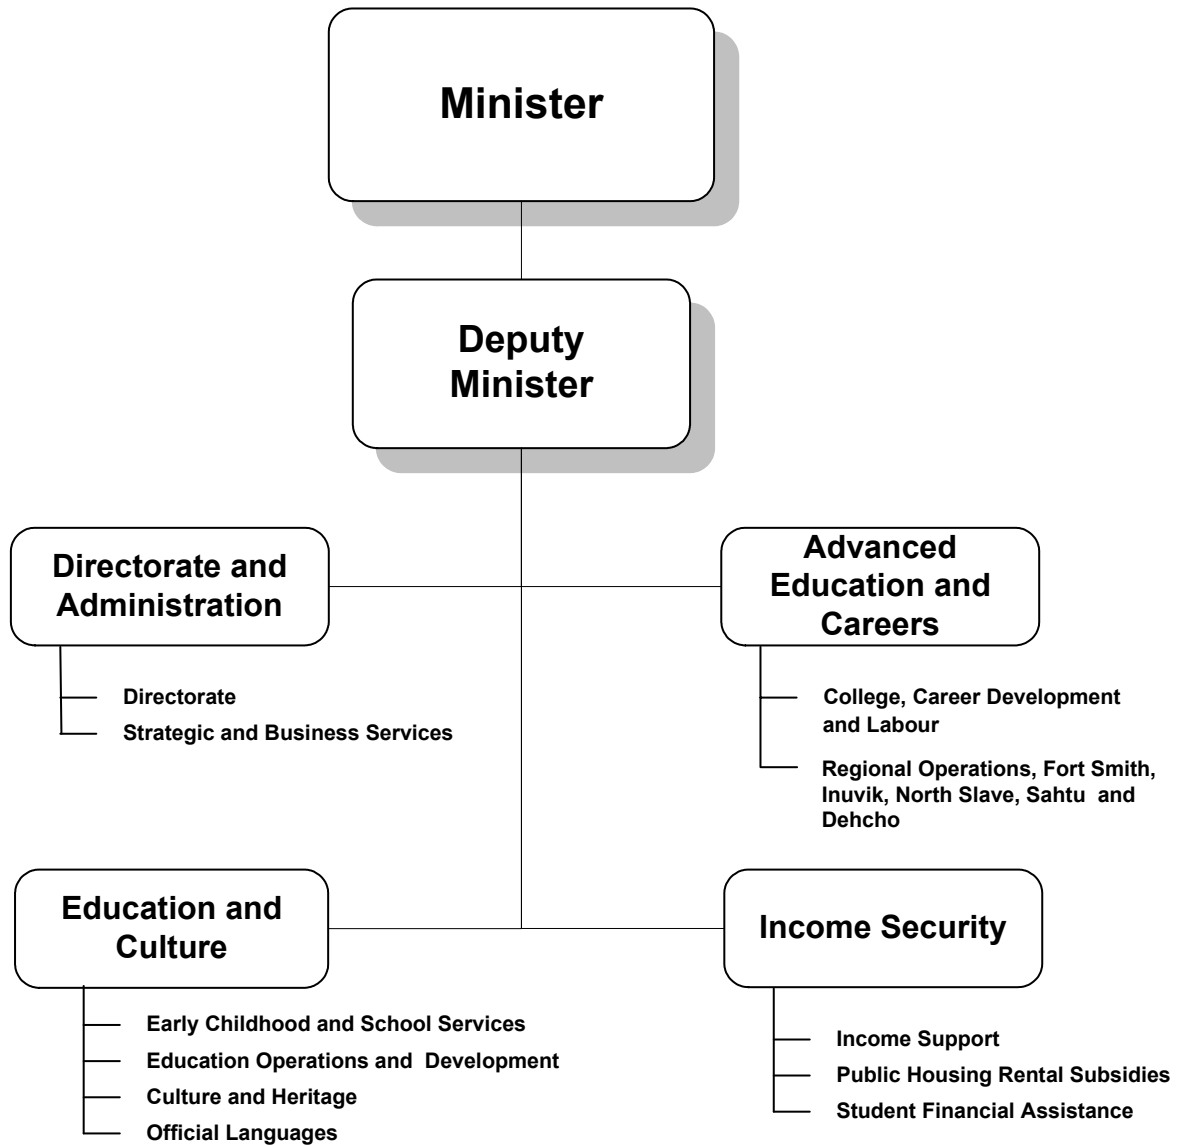 Minister
Deputy
Minister
Directorate and
Administration
Directorate
Strategic and Business Services
Advanced
Education and
Careers
College, Career Development
and Labour
Regional Operations, Fort Smith,
Inuvik, North Slave, Sahtu and
Dehcho
Education and
Culture
Early Childhood and School Services
Education Operations and Development
Culture and Heritage
Official Languages
Income Security
Income Support
Public Housing Rental Subsidies
Student Financial Assistance